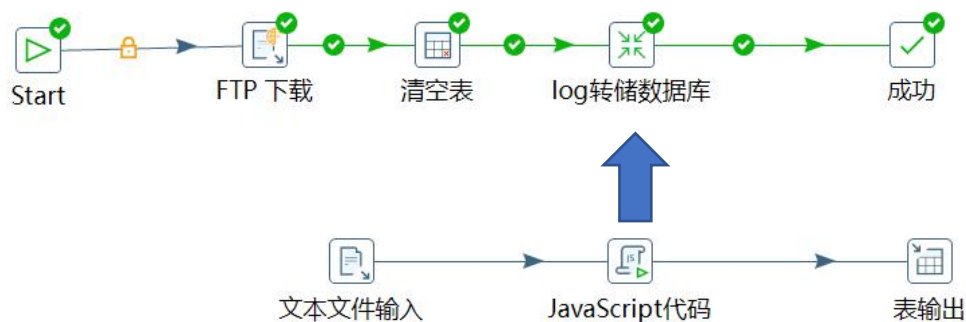 Start
FTP 下载
清空表
log转储数据库
成功
JS
文本文件输入
JavaScript代码
表输出